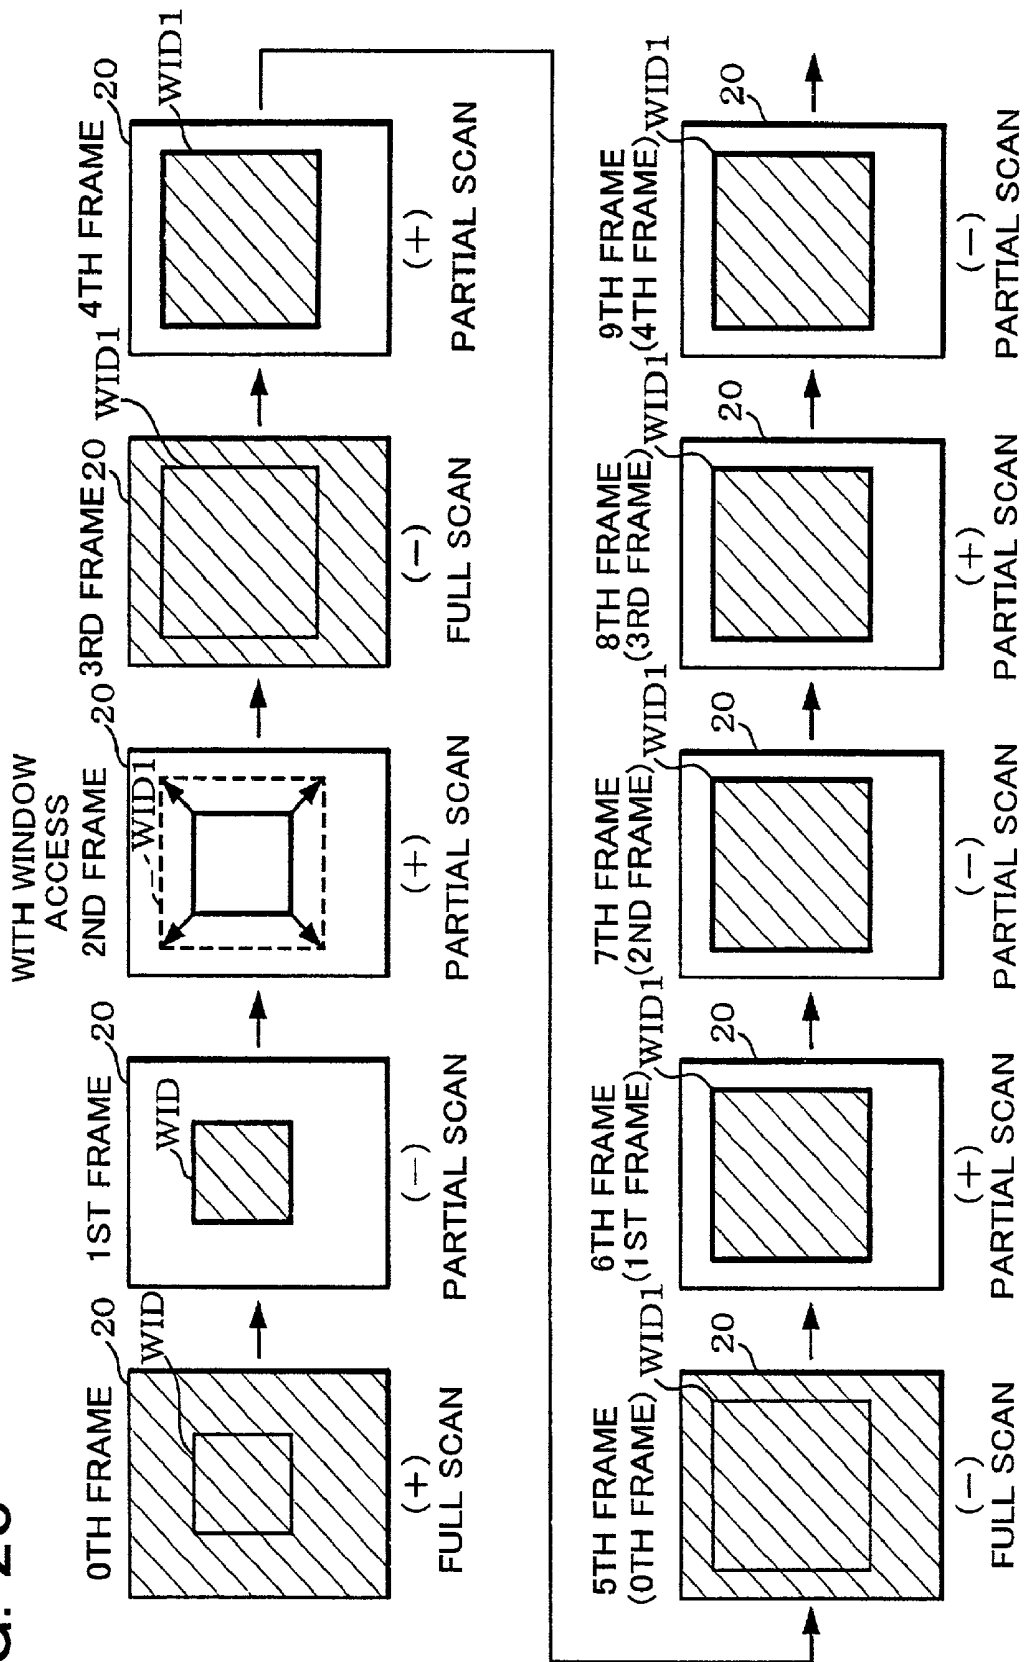 WITH WINDOW
ACCESS
0TH FRAME
20
WID
(+)
FULL SCAN
1ST FRAME
20
WID
(−)
PARTIAL SCAN
2ND FRAME
20
WID1
(+)
PARTIAL SCAN
3RD FRAME
20
WID1
(−)
FULL SCAN
4TH FRAME
20
WID1
(+)
PARTIAL SCAN
5TH FRAME
(0TH FRAME)
WID1
20
(−)
FULL SCAN
6TH FRAME
(1ST FRAME)
WID1
20
(+)
PARTIAL SCAN
7TH FRAME
(2ND FRAME)
WID1
20
(−)
PARTIAL SCAN
8TH FRAME
(3RD FRAME)
WID1
20
(+)
PARTIAL SCAN
9TH FRAME
(4TH FRAME)
WID1
20
(−)
PARTIAL SCAN